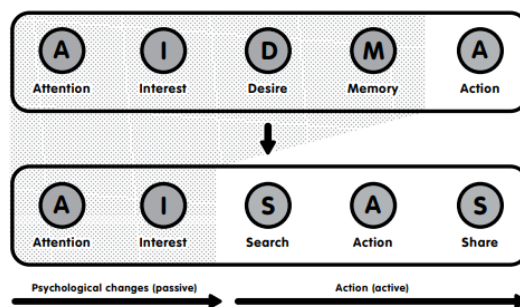 A I D M A
Attention Interest Desire Memory Action
A I S A S
Attention Interest Search Action Share
Psychological changes (passive) Action (active)